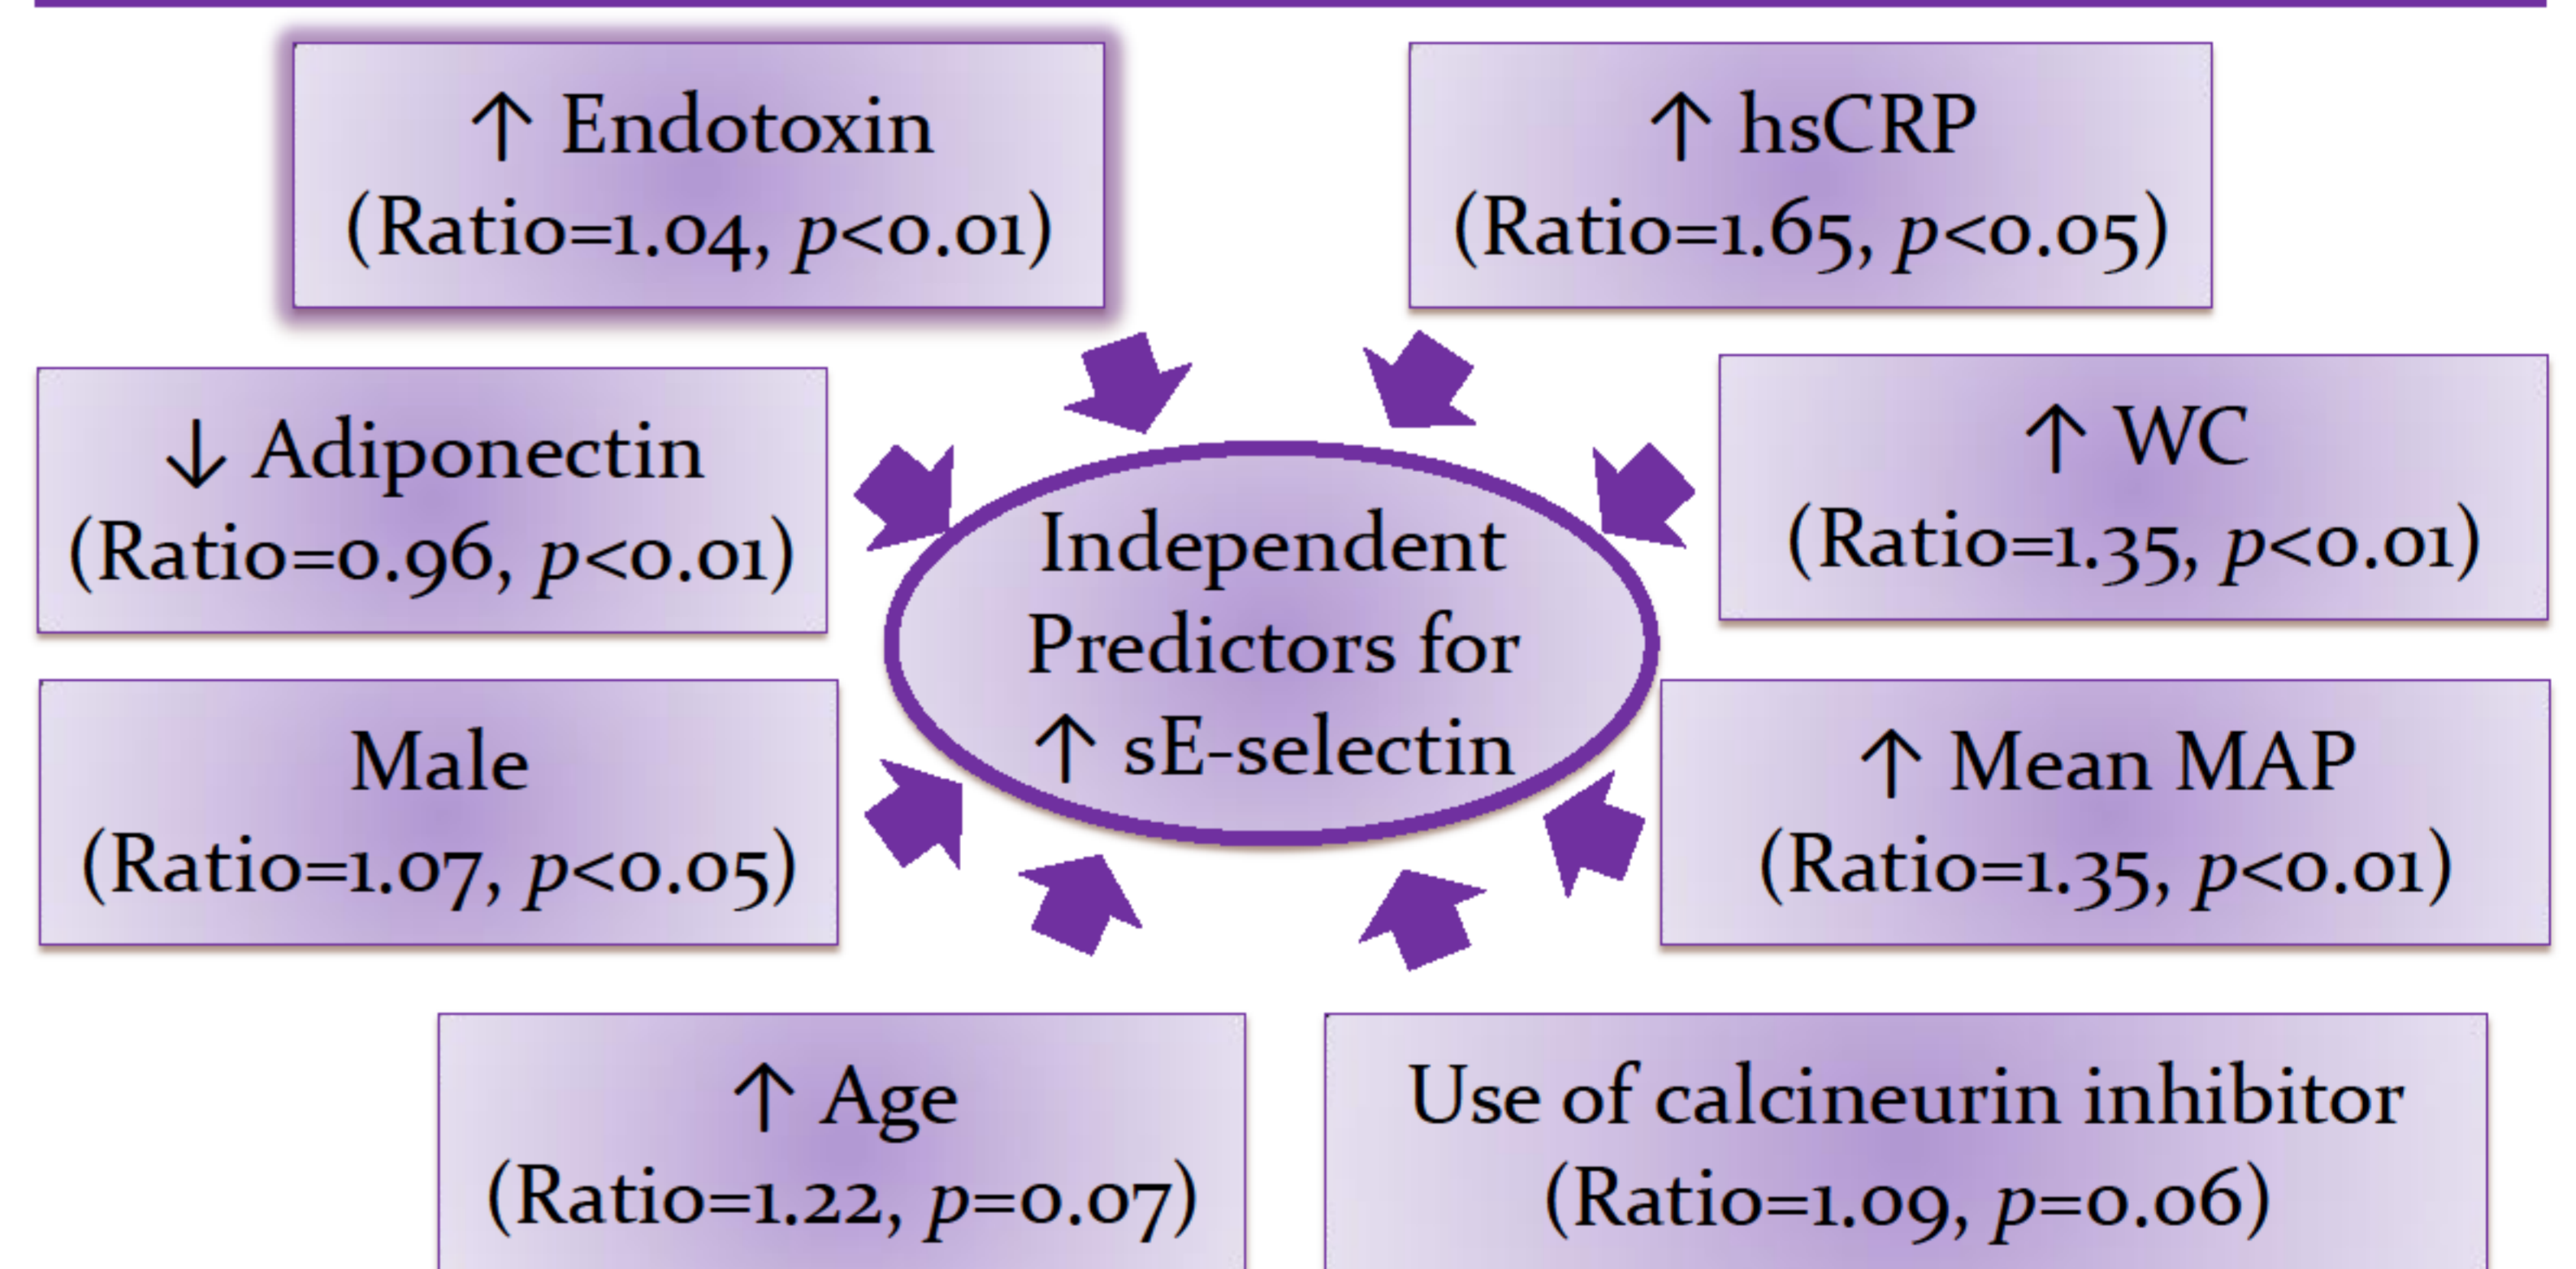 ↑ Endotoxin
(Ratio=1.04, p<0.01)
↑ hsCRP
(Ratio=1.65, p<0.05)
↓ Adiponectin
(Ratio=0.96, p<0.01)
↑ WC
(Ratio=1.35, p<0.01)
Independent
Predictors for
↑ sE-selectin
Male
(Ratio=1.07, p<0.05)
↑ Mean MAP
(Ratio=1.35, p<0.01)
↑ Age
(Ratio=1.22, p=0.07)
Use of calcineurin inhibitor
(Ratio=1.09, p=0.06)